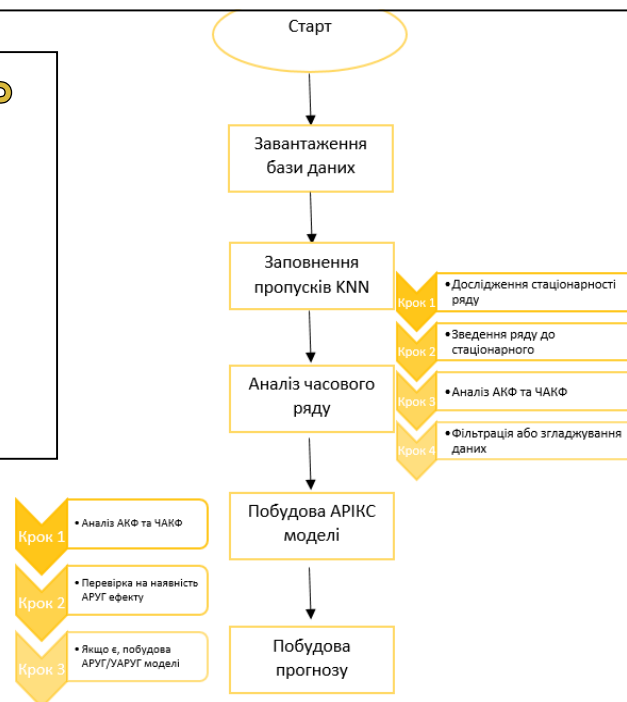 Старт
Завантаження
бази даних
Заповнення
пропусків KNN
Крок 1
•Дослідження стаціонарності
ряду
Крок 2
•Зведення ряду до
стаціонарного
Аналіз часового
ряду
Крок 3
•Аналіз АКФ та ЧАКФ
Крок 4
•Фільтрація або згладжування
даних
Побудова АРІКС
моделі
Крок 1
• Аналіз АКФ та ЧАКФ
Крок 2
• Перевірка на наявність
АРУГ ефекту
Крок 3
• Якщо є, побудова
АРУГ/УАРУГ моделі
Побудова
прогнозу